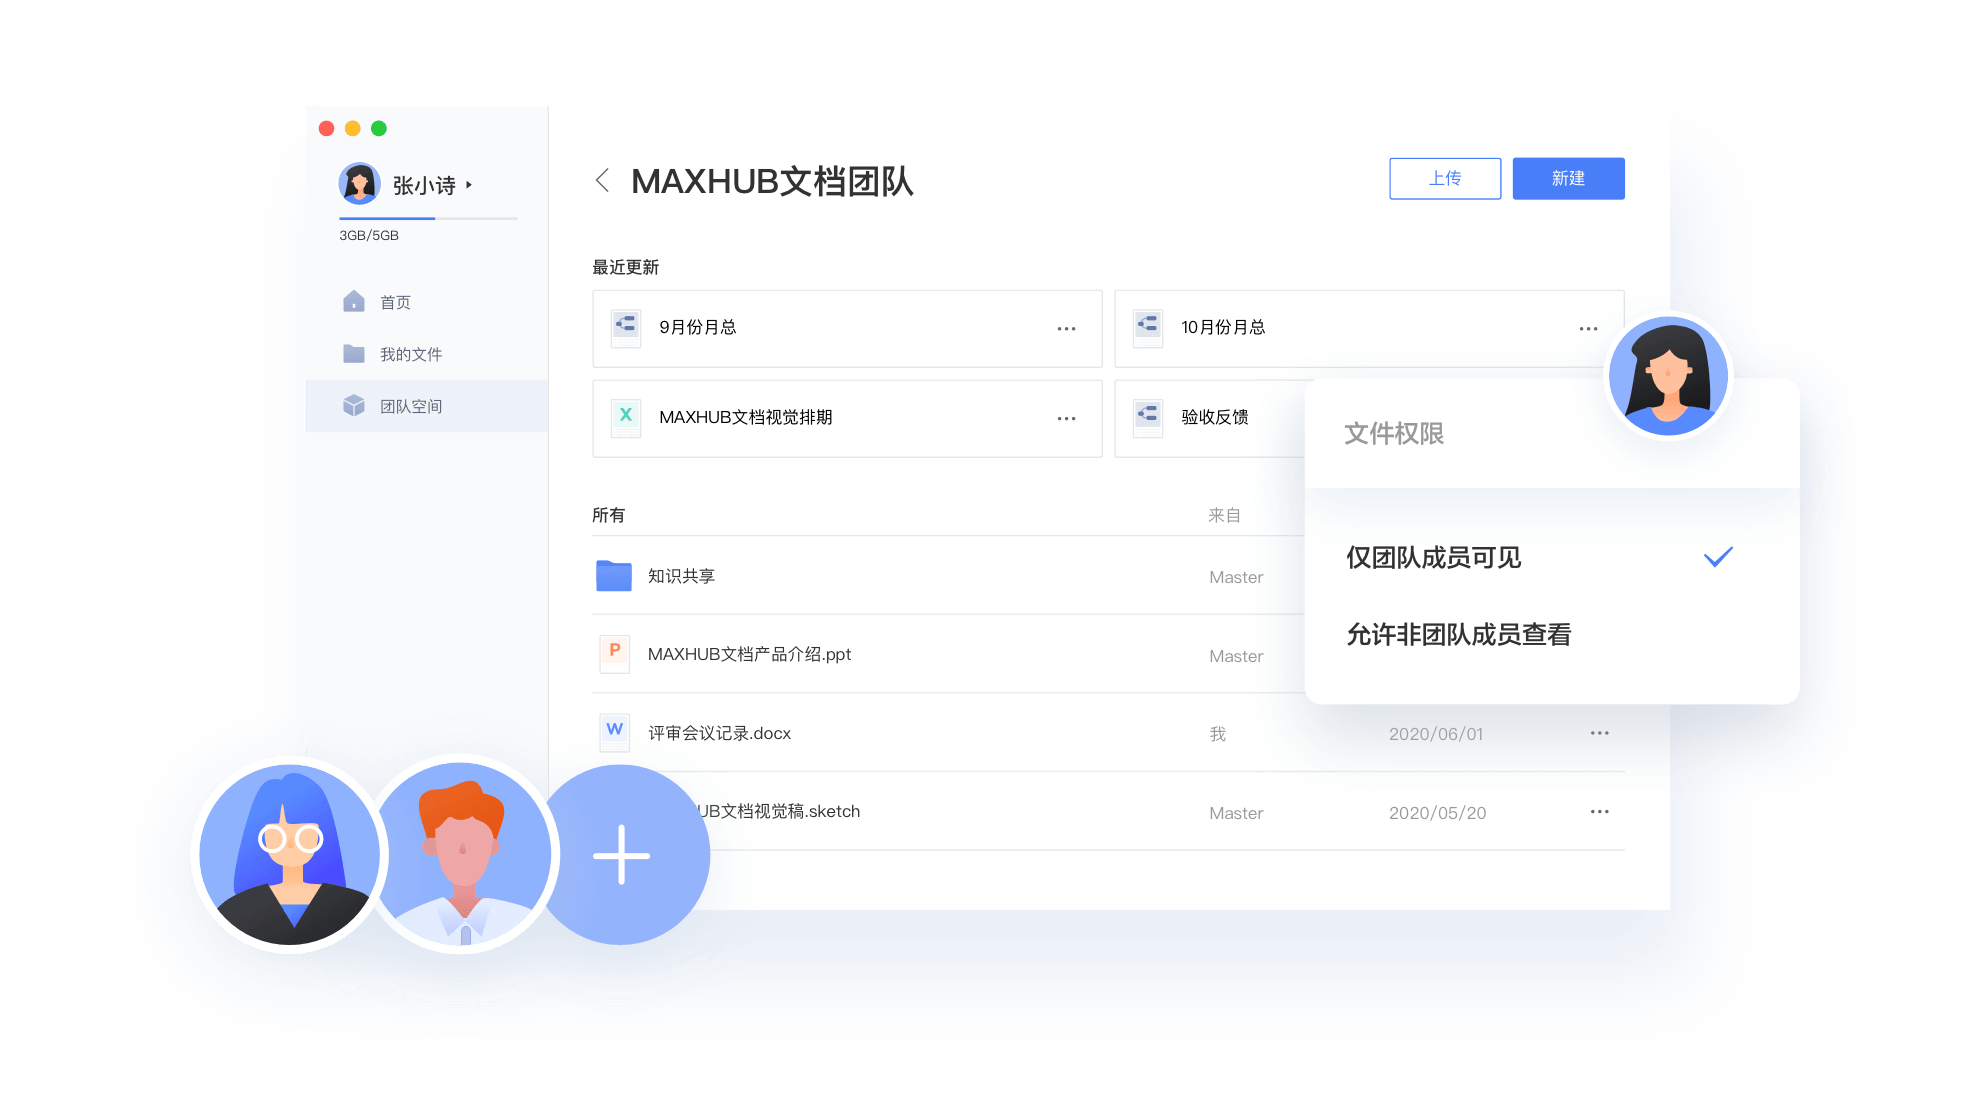 张小诗
3GB/5GB
首页
我的文件
团队空间
MAXHUB文档团队
上传
新建
最近更新
9月份月总
10月份月总
X
MAXHUB文档视觉排期
验收反馈
文件权限
仅团队成员可见
允许非团队成员查看
所有
来自
知识共享
Master
P
MAXHUB文档产品介绍.ppt
Master
W
评审会议记录.docx
我
2020/06/01
UB文档视觉稿.sketch
Master
2020/05/20